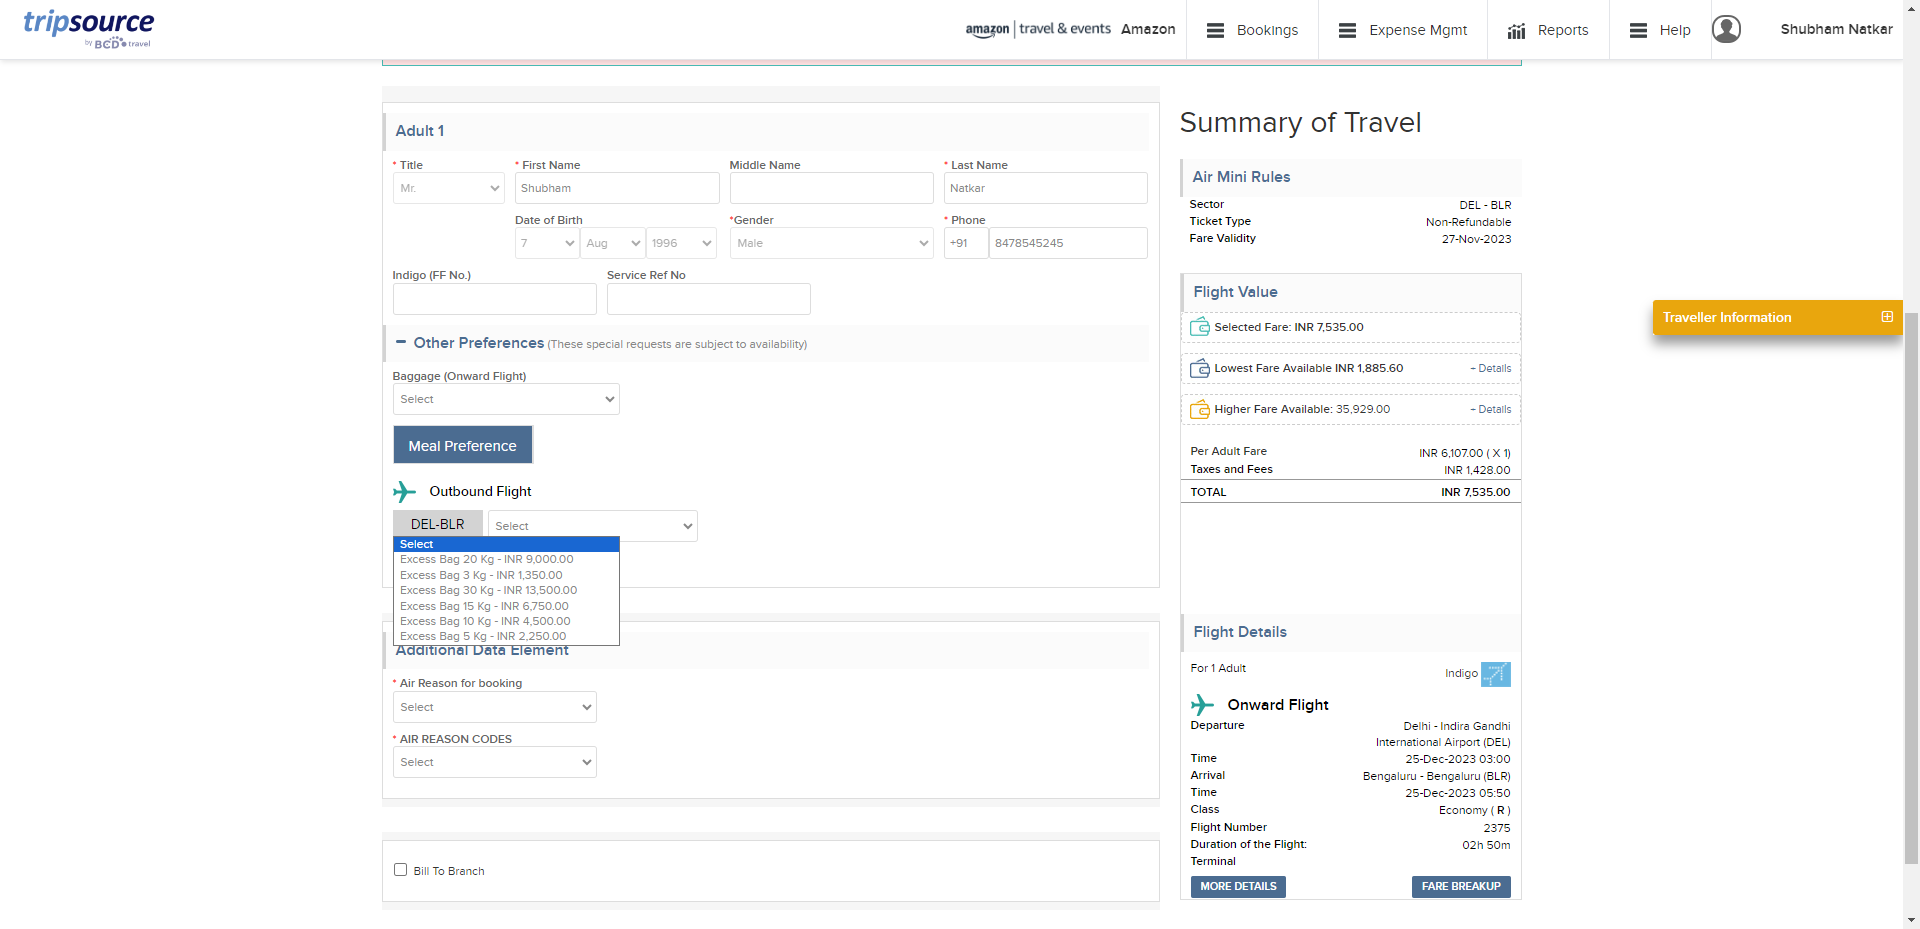 tripsource
by BCD travel
amazon | travel & events Amazon
Bookings
Expense Mgmt
Reports
Help
Shubham Natkar
Adult 1
* Title
* First Name
Middle Name
* Last Name
Mr.
Shubham
Natkar
Date of Birth
*Gender
* Phone
7
Aug
1996
Male
+91
8478545245
Indigo (FF No.)
Service Ref No
Other Preferences (These special requests are subject to availability)
Baggage (Onward Flight)
Select
Meal Preference
Outbound Flight
DEL-BLR
Select
Select
Excess Bag 20 Kg - INR 9,000.00
Excess Bag 3 Kg - INR 1,350.00
Excess Bag 30 Kg - INR 13,500.00
Excess Bag 15 Kg - INR 6,750.00
Excess Bag 10 Kg - INR 4,500.00
Excess Bag 5 Kg - INR 2,250.00
Additional Data Element
* Air Reason for booking
Select
* AIR REASON CODES
Select
Bill To Branch
Summary of Travel
Air Mini Rules
Sector DEL - BLR
Ticket Type Non-Refundable
Fare Validity 27-Nov-2023
Flight Value
Selected Fare: INR 7,535.00
Lowest Fare Available INR 1,885.60 + Details
Higher Fare Available: 35,929.00 + Details
Per Adult Fare INR 6,107.00 ( X 1)
Taxes and Fees INR 1,428.00
TOTAL INR 7,535.00
Flight Details
For 1 Adult Indigo
Onward Flight
Departure Delhi - Indira Gandhi
International Airport (DEL)
Time 25-Dec-2023 03:00
Arrival Bengaluru - Bengaluru (BLR)
Time 25-Dec-2023 05:50
Class Economy ( R )
Flight Number 2375
Duration of the Flight: 02h 50m
Terminal
MORE DETAILS
FARE BREAKUP
Traveller Information